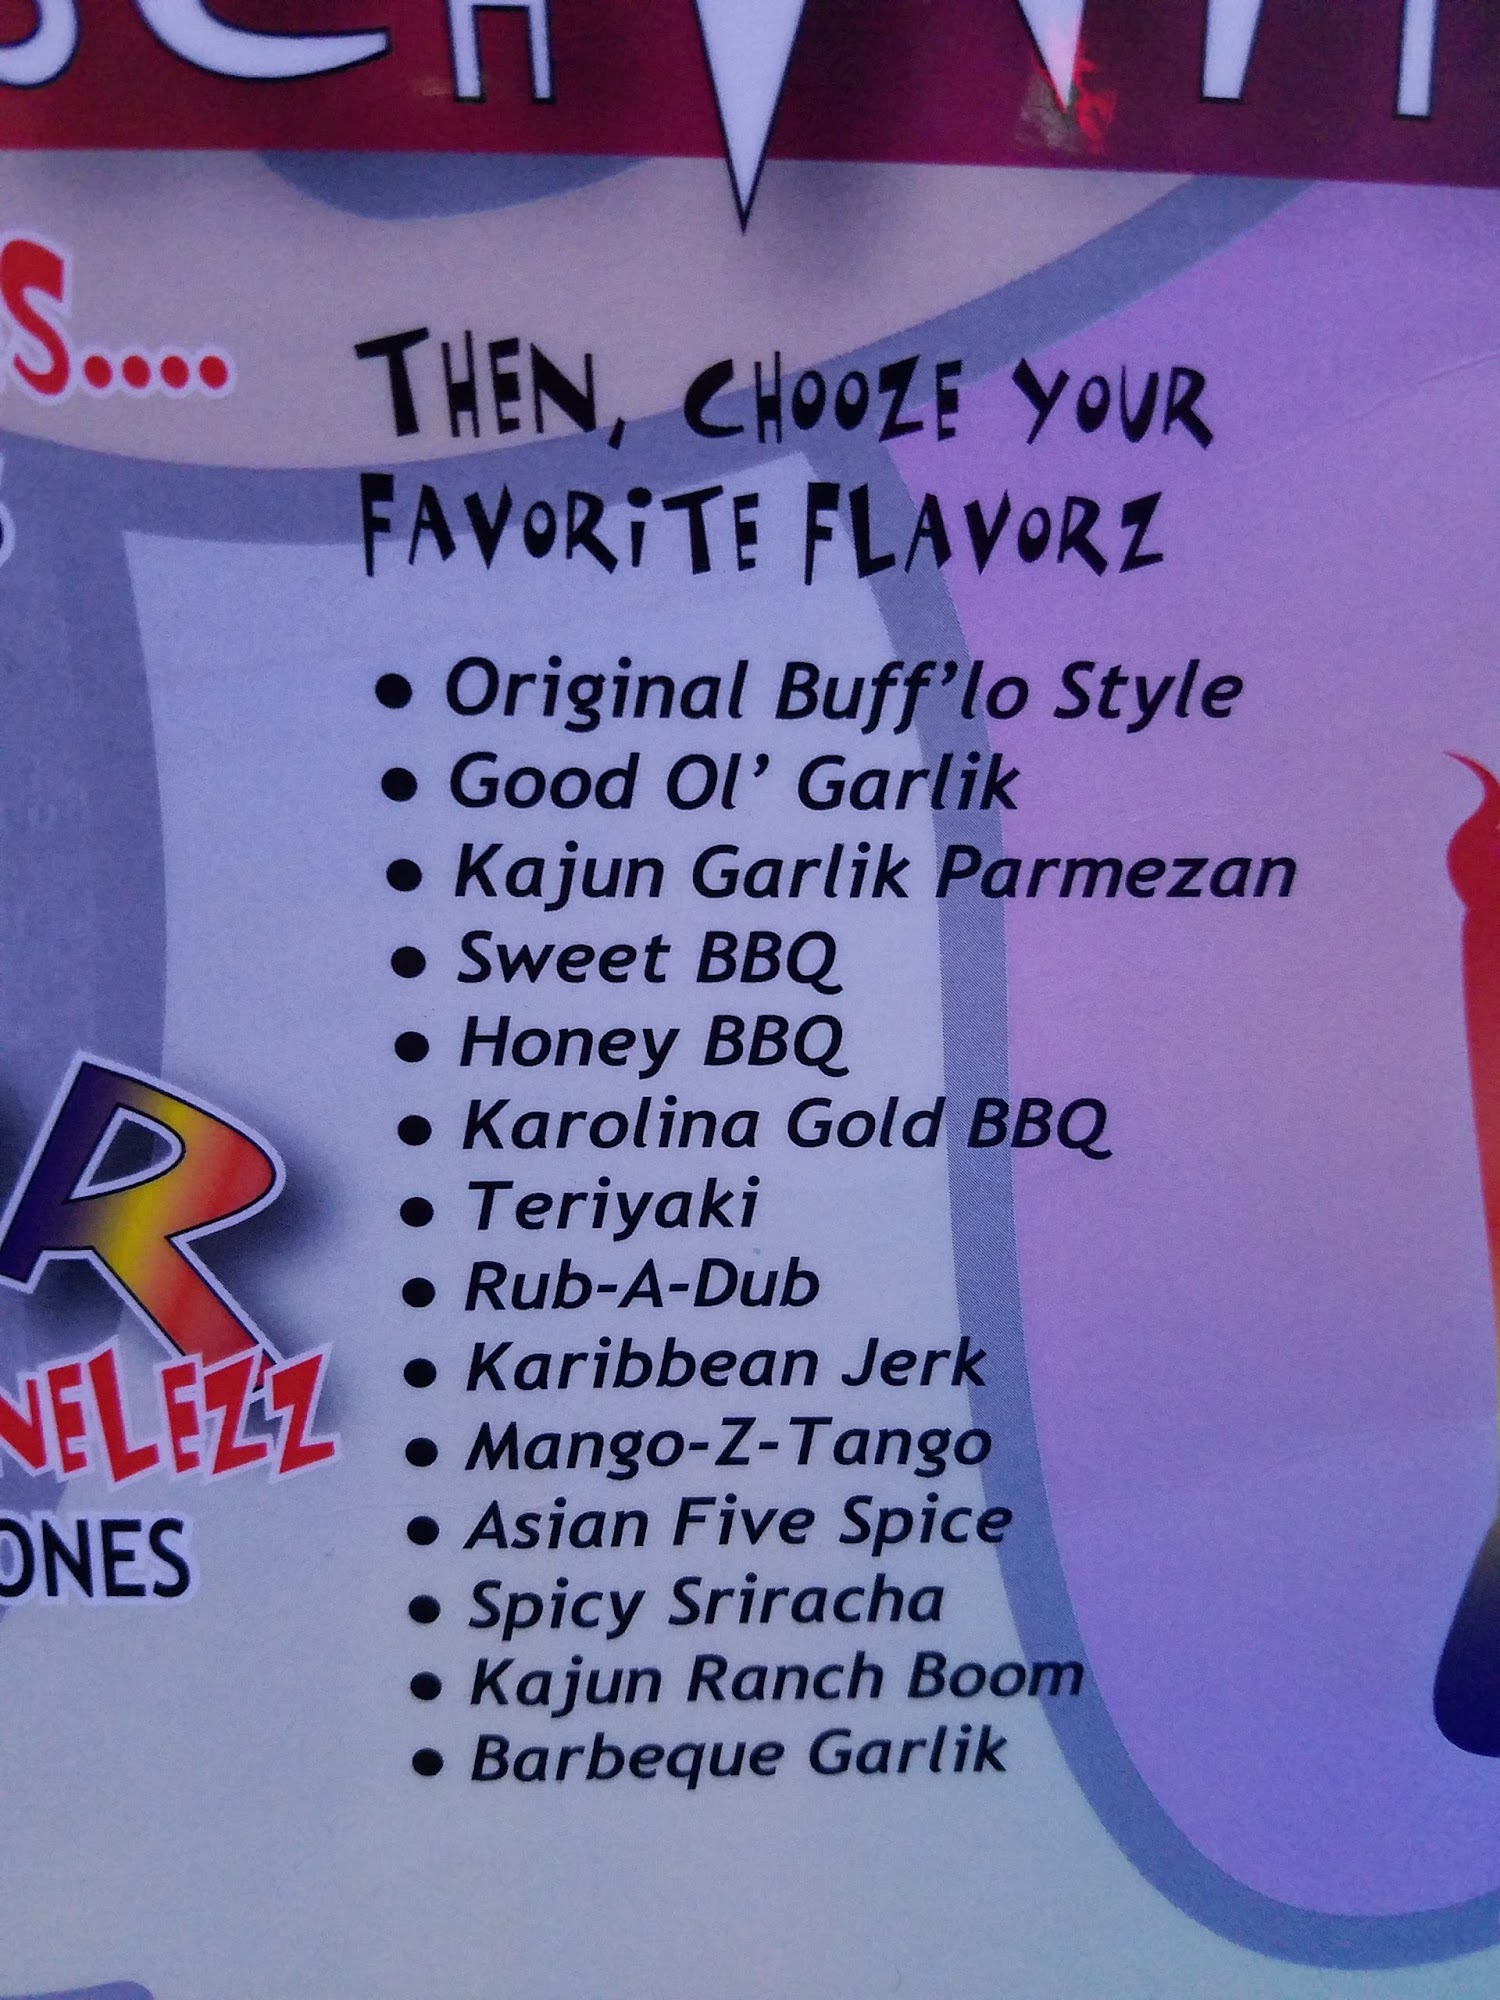 THEN, CHOOZE YOUR
FAVORiTE FLAVORZ
• Original Buff'lo Style
• Good Ol' Garlik
• Kajun Garlik Parmezan
• Sweet BBQ
• Honey BBQ
• Karolina Gold BBQ
• Teriyaki
• Rub-A-Dub
• Karibbean Jerk
• Mango-Z-Tango
• Asian Five Spice
• Spicy Sriracha
• Kajun Ranch Boom
• Barbeque Garlik